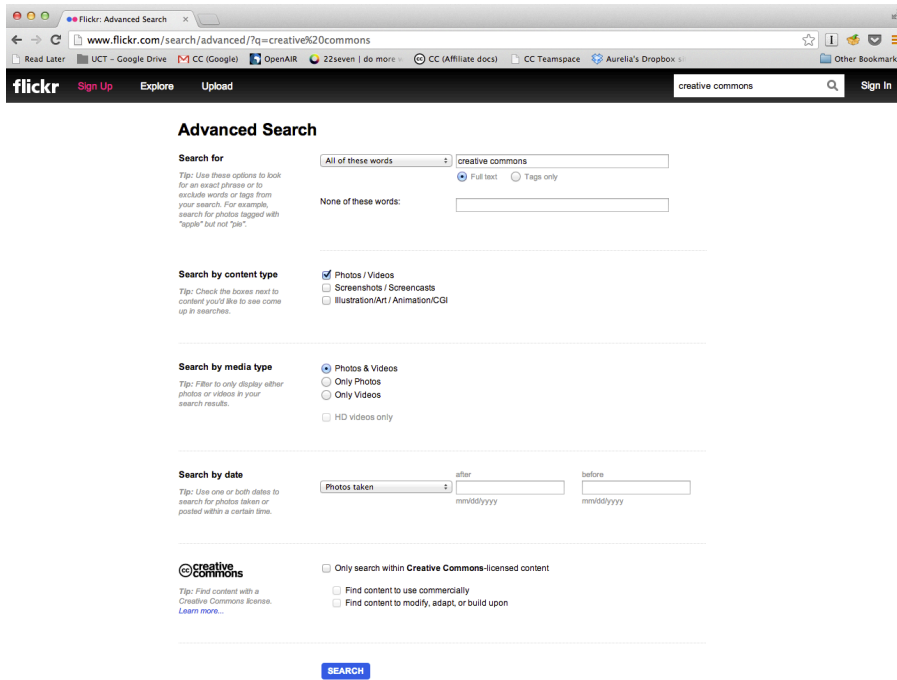 Flickr: Advanced Search
www.flickr.com/search/advanced/?q=creative%20commons
Read Later UCT - Google Drive CC (Google) OpenAIR 22seven | do more CC (Affiliate docs) CC Teamspace Aurelia's Dropbox Other Bookmark
flickr Sign Up Explore Upload creative commons Sign In
Advanced Search
Search for All of these words creative commons
Tip: Use these options to look
for an exact phrase or to
exclude words or tags from
your search. For example,
search for photos tagged with
"apple" but not "pie".
Full text Tags only
None of these words:
Search by content type
Tip: Check the boxes next to
content you'd like to see come
up in searches.
Photos / Videos
Screenshots / Screencasts
Illustration/Art / Animation/CGI
Search by media type
Tip: Filter to only display either
photos or videos in your
search results.
Photos & Videos
Only Photos
Only Videos
HD videos only
Search by date
Tip: Use one or both dates to
search for photos taken or
posted within a certain time.
Photos taken
after
mm/dd/yyyy
before
mm/dd/yyyy
cc creative
commons
Tip: Find content with a
Creative Commons license.
Learn more...
Only search within Creative Commons-licensed content
Find content to use commercially
Find content to modify, adapt, or build upon
SEARCH